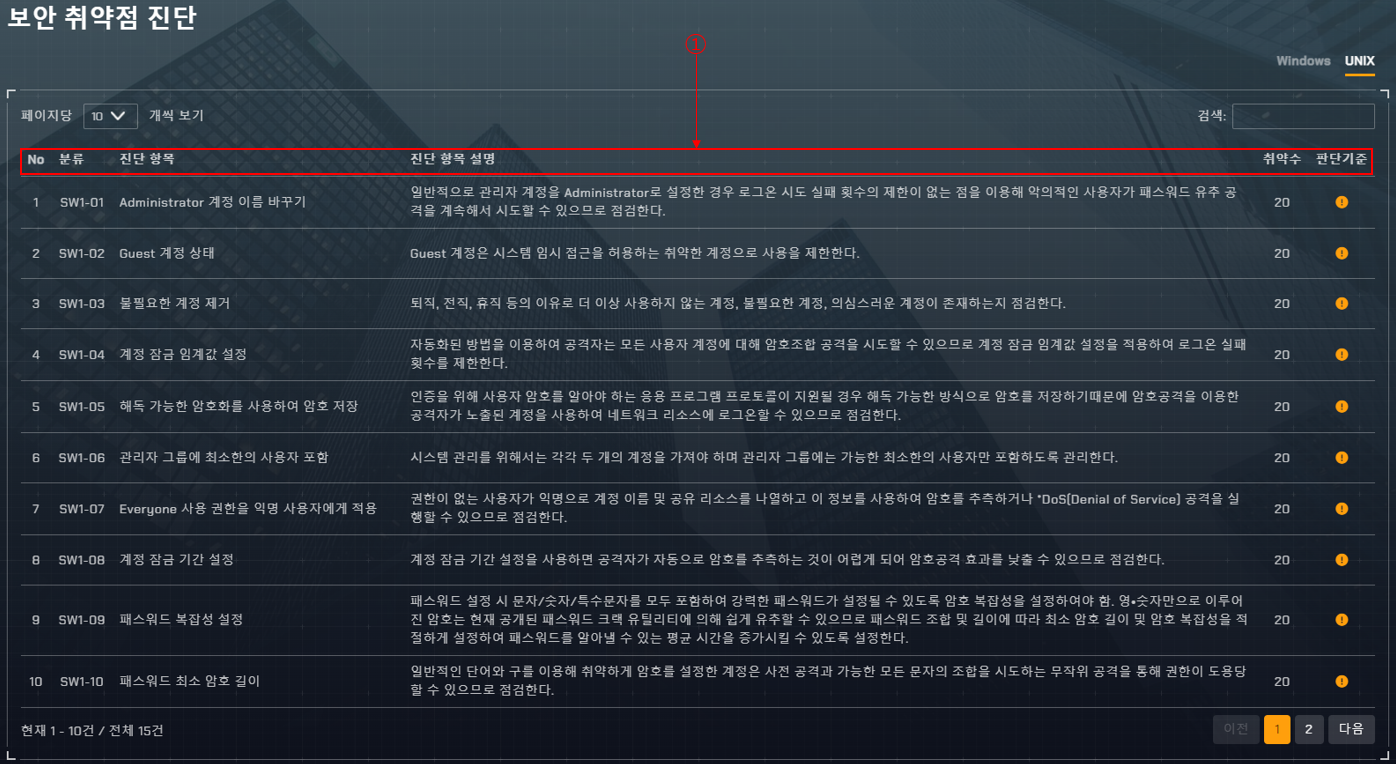 보안 취약점 진단
①
Windows UNIX
페이지당 10 개씩 보기 검색:
No 분류 진단 항목 진단 항목 설명 취약수 판단기준
1 SW1-01 Administrator 계정 이름 바꾸기 일반적으로 관리자 계정을 Administrator로 설정한 경우 로그온 시도 실패 횟수의 제한이 없는 점을 이용해 악의적인 사용자가 패스워드 유추 공
격을 계속해서 시도할 수 있으므로 점검한다. 20 !
2 SW1-02 Guest 계정 상태 Guest 계정은 시스템 임시 접근을 허용하는 취약한 계정으로 사용을 제한한다. 20 !
3 SW1-03 불필요한 계정 제거 퇴직, 전직, 휴직 등의 이유로 더 이상 사용하지 않는 계정, 불필요한 계정, 의심스러운 계정이 존재하는지 점검한다. 20 !
4 SW1-04 계정 잠금 임계값 설정 자동화된 방법을 이용하여 공격자는 모든 사용자 계정에 대해 암호조합 공격을 시도할 수 있으므로 계정 잠금 임계값 설정을 적용하여 로그온 실패
횟수를 제한한다. 20 !
5 SW1-05 해독 가능한 암호화를 사용하여 암호 저장 인증을 위해 사용자 암호를 알아야 하는 응용 프로그램 프로토콜이 지원될 경우 해독 가능한 방식으로 암호를 저장하기때문에 암호공격을 이용한
공격자가 노출된 계정을 사용하여 네트워크 리소스에 로그온할 수 있으므로 점검한다. 20 !
6 SW1-06 관리자 그룹에 최소한의 사용자 포함 시스템 관리를 위해서는 각각 두 개의 계정을 가져야 하며 관리자 그룹에는 가능한 최소한의 사용자만 포함하도록 관리한다. 20 !
7 SW1-07 Everyone 사용 권한을 익명 사용자에게 적용 권한이 없는 사용자가 익명으로 계정 이름 및 공유 리소스를 나열하고 이 정보를 사용하여 암호를 추측하거나 *DoS(Denial of Service) 공격을 실
행할 수 있으므로 점검한다. 20 !
8 SW1-08 계정 잠금 기간 설정 계정 잠금 기간 설정을 사용하면 공격자가 자동으로 암호를 추측하는 것이 어렵게 되어 암호공격 효과를 낮출 수 있으므로 점검한다. 20 !
9 SW1-09 패스워드 복잡성 설정 패스워드 설정 시 문자/숫자/특수문자를 모두 포함하여 강력한 패스워드가 설정될 수 있도록 암호 복잡성을 설정하여야 함. 영•숫자만으로 이루어
진 암호는 현재 공개된 패스워드 크랙 유틸리티에 의해 쉽게 유추할 수 있으므로 패스워드 조합 및 길이에 따라 최소 암호 길이 및 암호 복잡성을 적
절하게 설정하여 패스워드를 알아낼 수 있는 평균 시간을 증가시킬 수 있도록 설정한다. 20 !
10 SW1-10 패스워드 최소 암호 길이 일반적인 단어와 구를 이용해 취약하게 암호를 설정한 계정은 사전 공격과 가능한 모든 문자의 조합을 시도하는 무작위 공격을 통해 권한이 도용당
할 수 있으므로 점검한다. 20 !
현재 1 - 10건 / 전체 15건 이전 1 2 다음